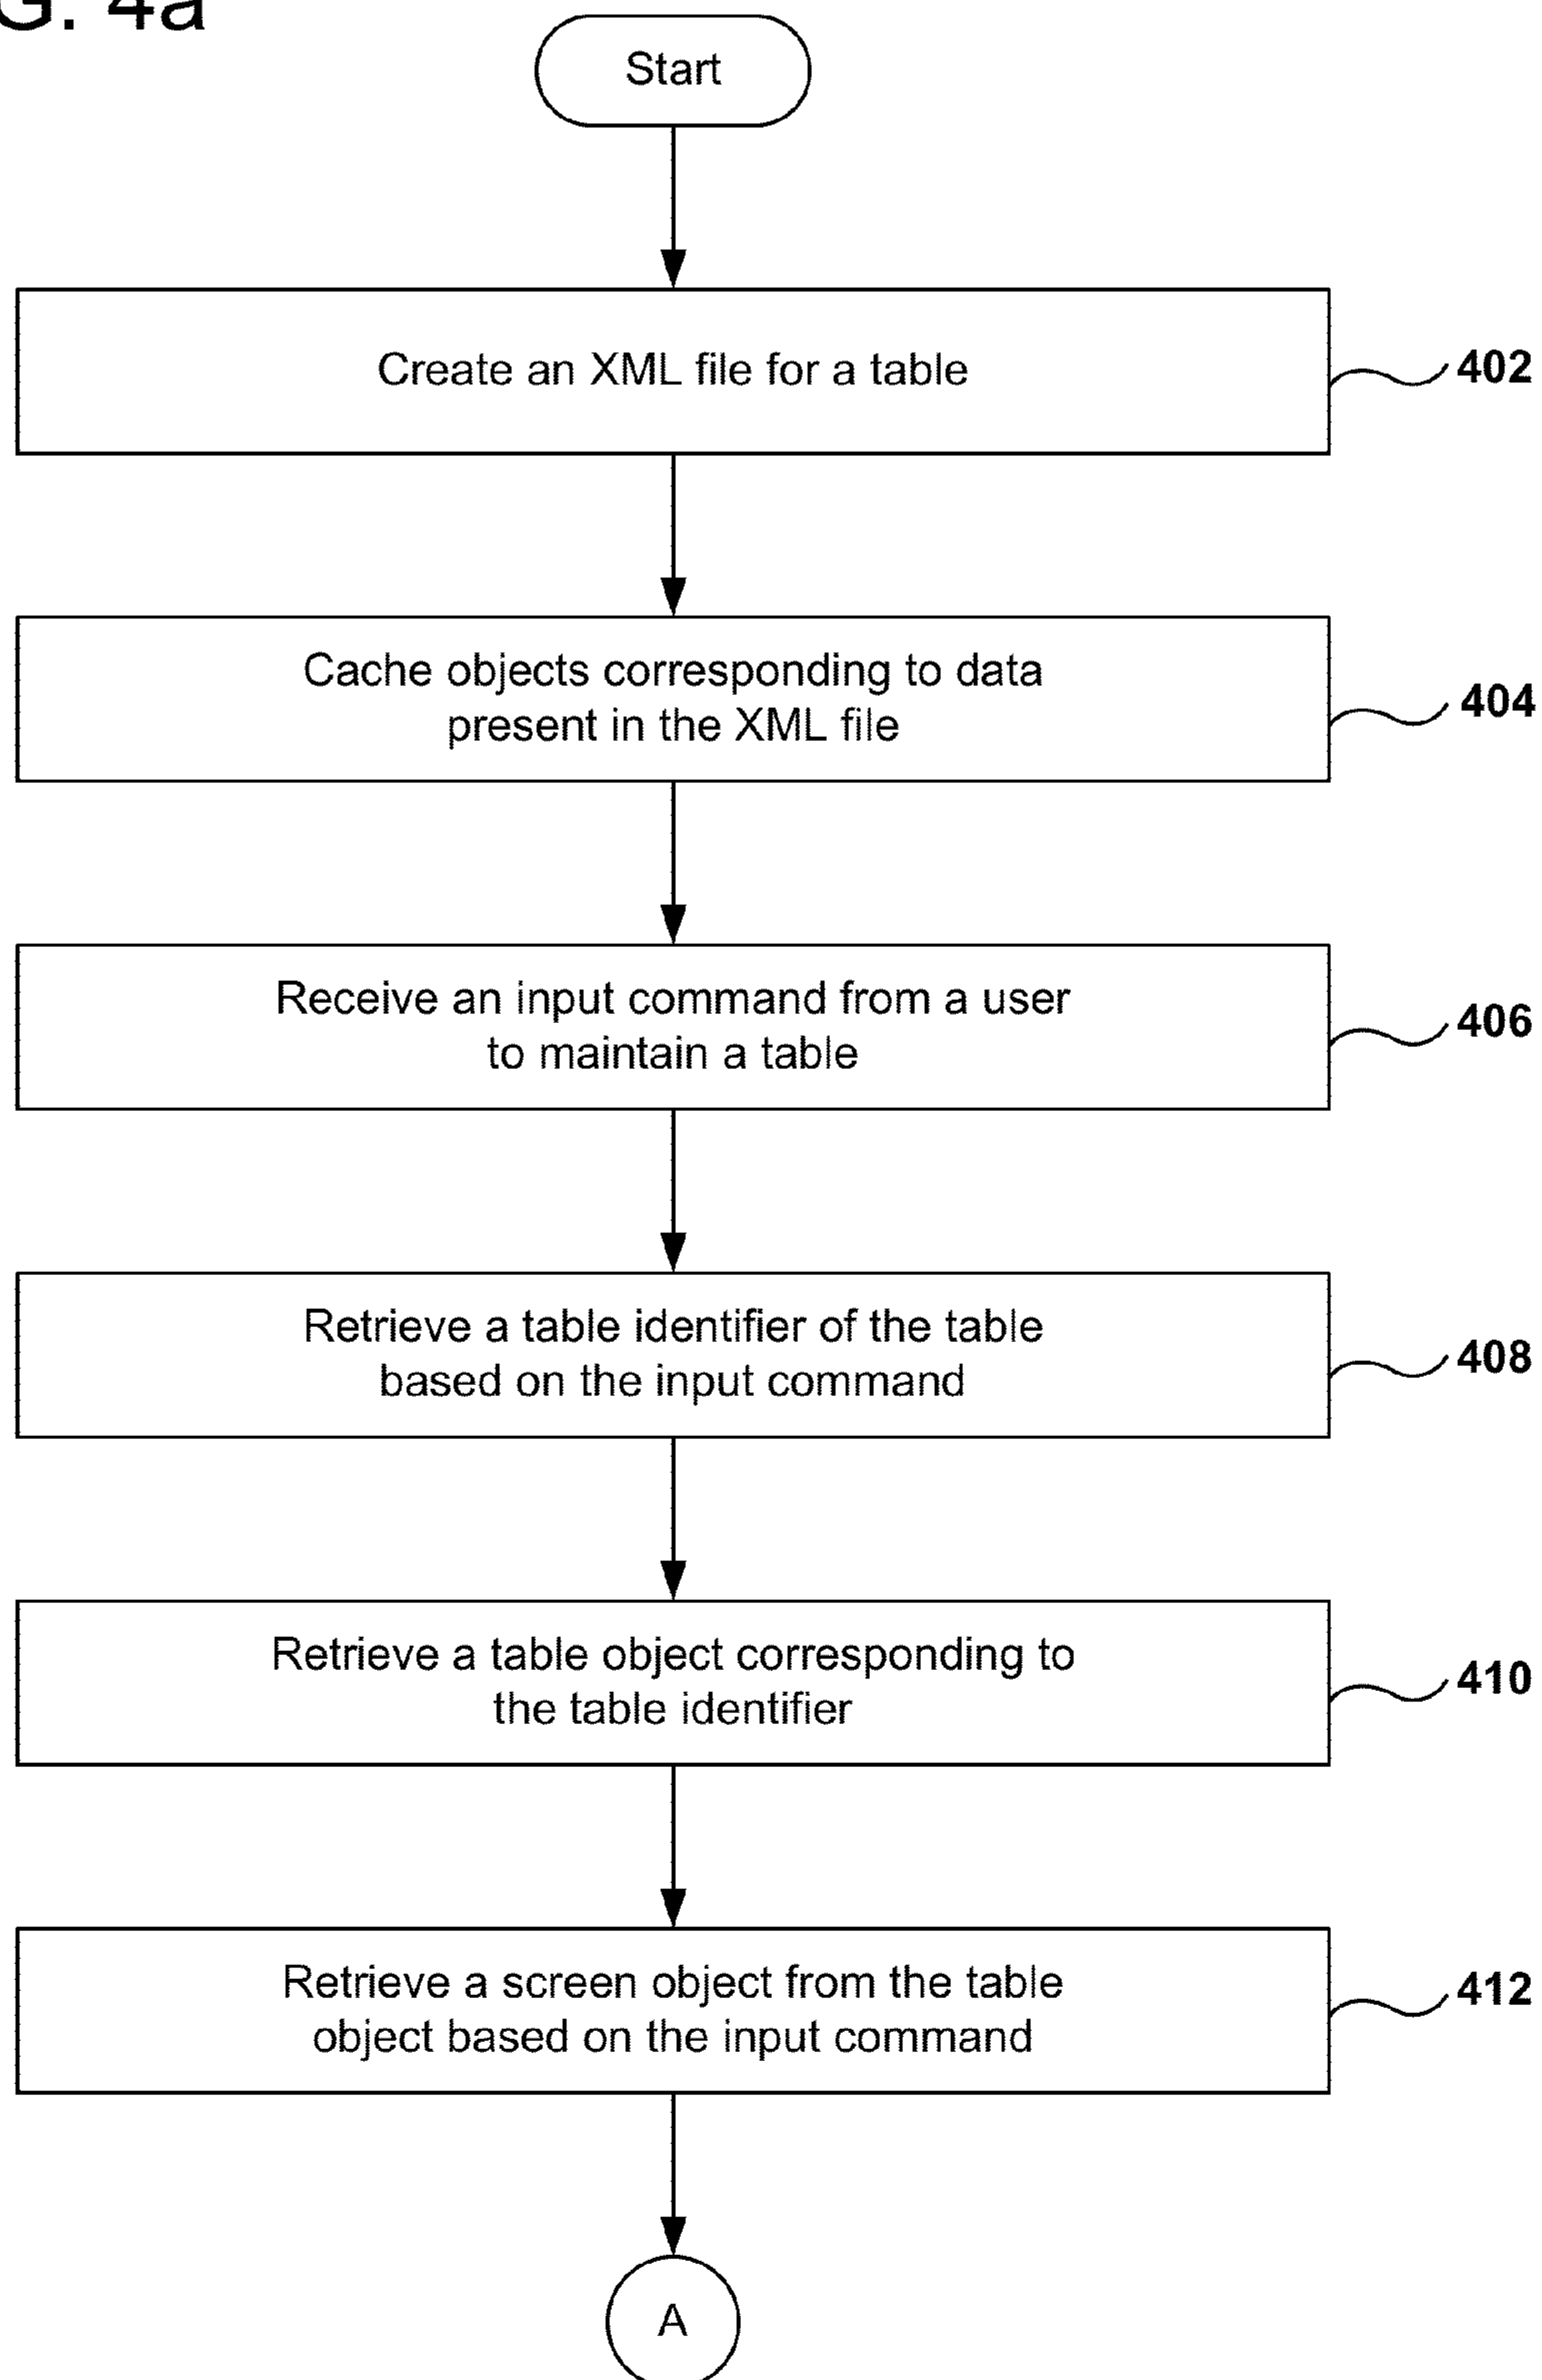 G. 4a
Start
Create an XML file for a table
402
Cache objects corresponding to data
present in the XML file
404
Receive an input command from a user
to maintain a table
406
Retrieve a table identifier of the table
based on the input command
408
Retrieve a table object corresponding to
the table identifier
410
Retrieve a screen object from the table
object based on the input command
412
A